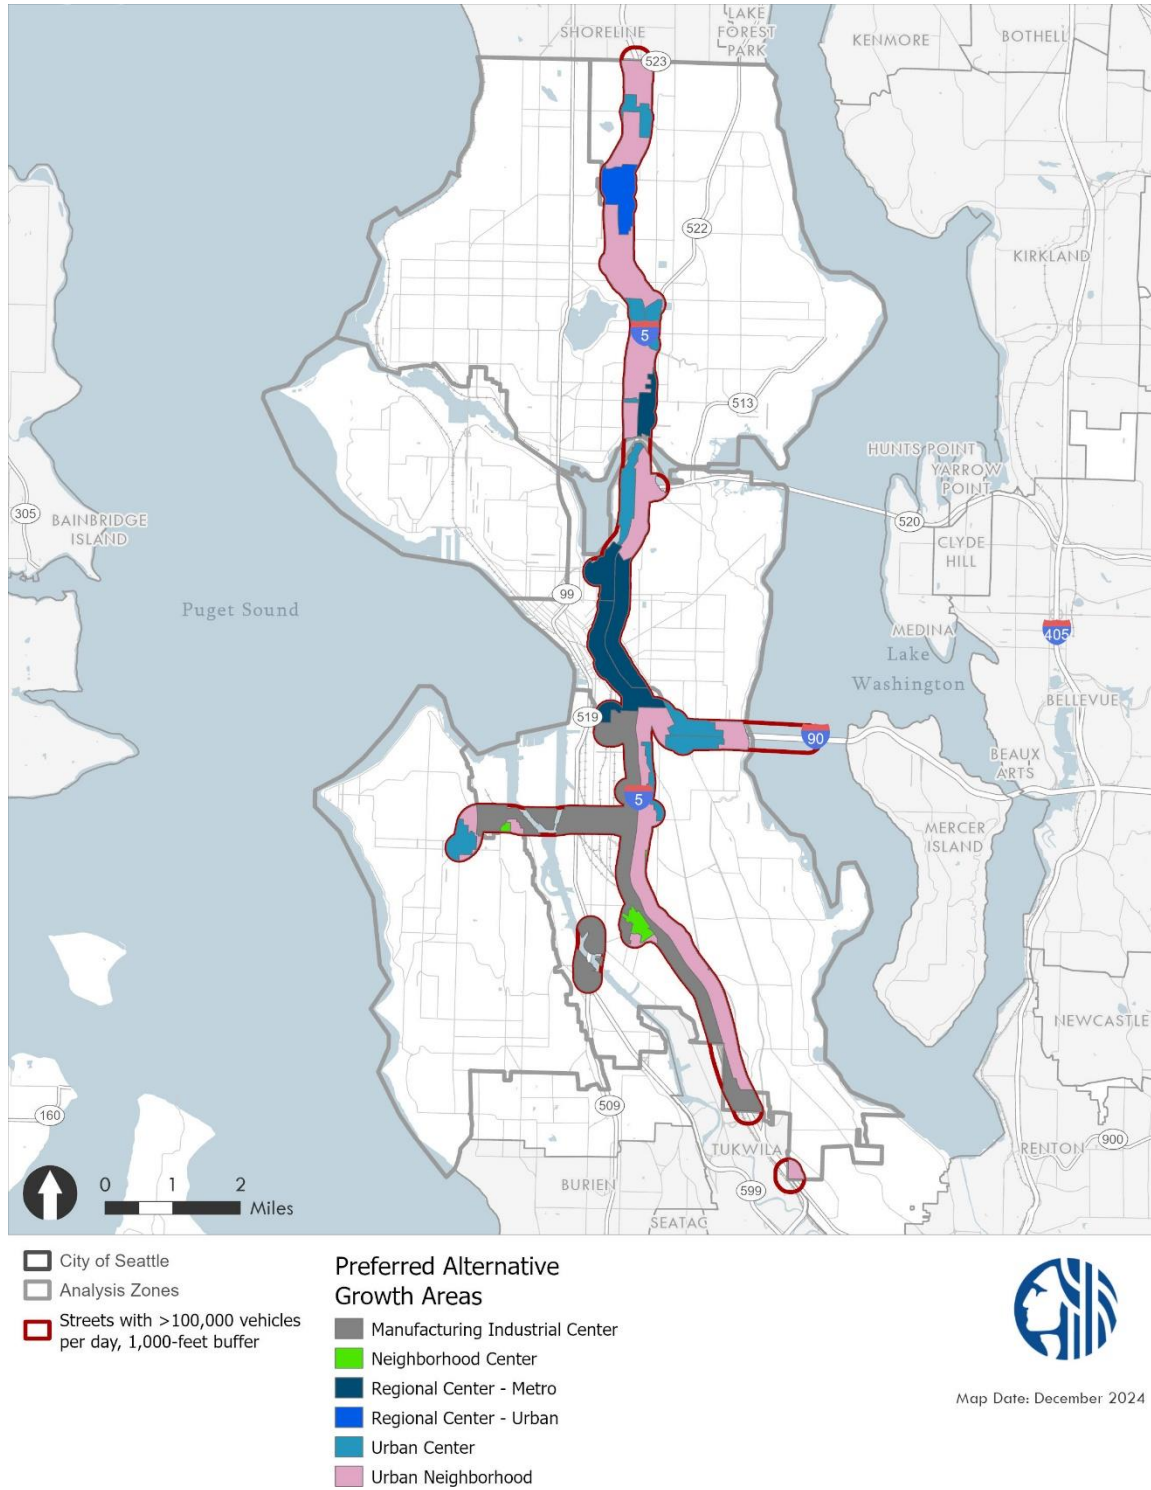 SHORELINE
LAKE
FOREST
PARK
KENMORE
BOTHELL
523
522
KIRKLAND
5
513
HUNTS POINT
YARROW
POINT
305
BAINBRIDGE
ISLAND
520
CLYDE
HILL
99
Puget Sound
MEDINA
405
Lake
Washington
BELLEVUE
519
90
BEAUX
ARTS
5
MERCER
ISLAND
NEWCASTLE
160
509
TUKWILA
RENTON
900
599
BURIEN
SEATAC
0 1 2
Miles
City of Seattle
Analysis Zones
Streets with >100,000 vehicles
per day, 1,000-feet buffer
Preferred Alternative
Growth Areas
Manufacturing Industrial Center
Neighborhood Center
Regional Center - Metro
Regional Center - Urban
Urban Center
Urban Neighborhood
Map Date: December 2024